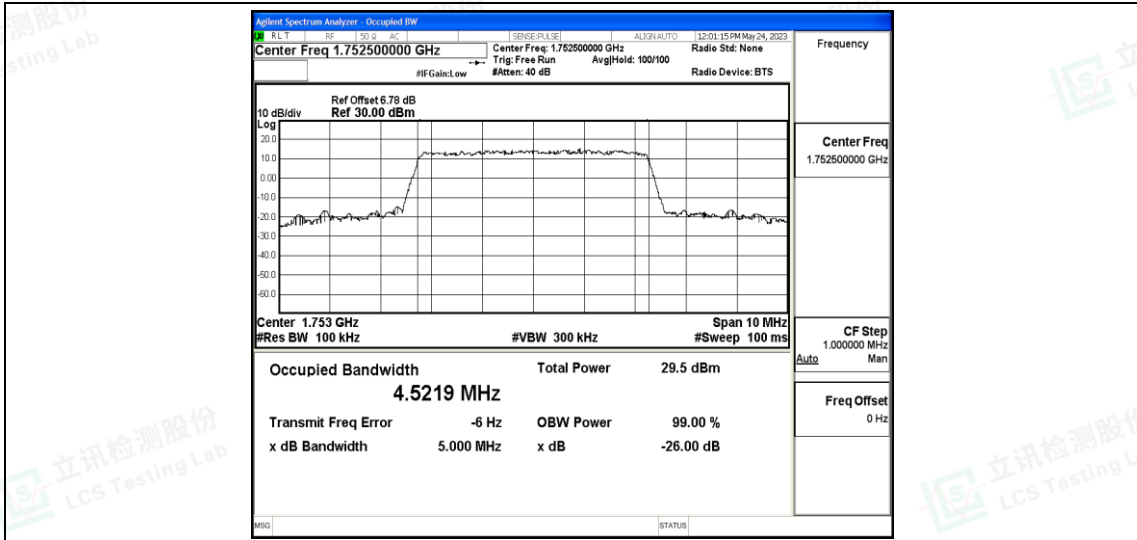 Agilent Spectrum Analyzer - Occupied BW
RLT RF 50 Ω AC SENSE:PULSE ALIGN AUTO 12:01:15 PM May 24, 2023
Center Freq 1.752500000 GHz
Center Freq: 1.752500000 GHz Radio Std: None
Trig: Free Run Avg|Hold: 100/100
#IFGain:Low #Atten: 40 dB Radio Device: BTS
Frequency
Ref Offset 6.78 dB
10 dB/div Ref 30.00 dBm
Log
20.0
10.0
0.00
-10.0
-20.0
-30.0
-40.0
-50.0
-60.0
Center 1.753 GHz Span 10 MHz
#Res BW 100 kHz #VBW 300 kHz #Sweep 100 ms
Occupied Bandwidth Total Power 29.5 dBm
4.5219 MHz
Transmit Freq Error -6 Hz OBW Power 99.00 %
x dB Bandwidth 5.000 MHz x dB -26.00 dB
Center Freq
1.752500000 GHz
CF Step
1.000000 MHz
Auto Man
Freq Offset
0 Hz
MSG STATUS
立讯检测股份
LCS Testing Lab
立讯检测股份
LCS Testing L
测股份
esting Lab
立